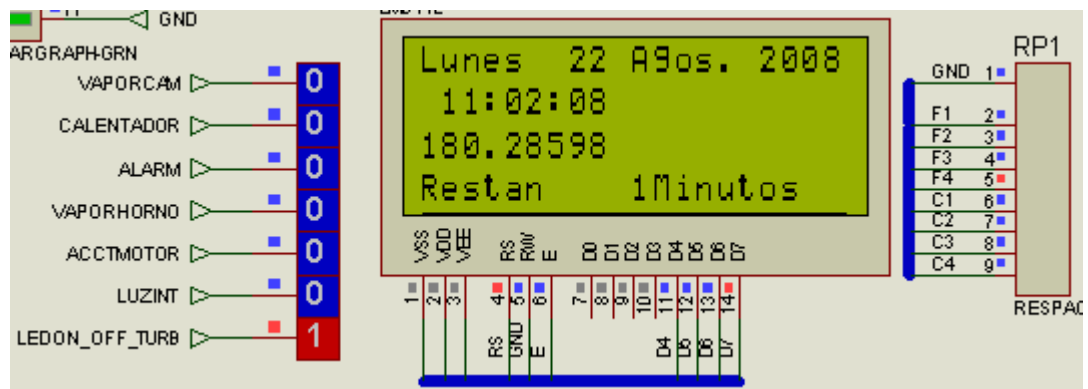 GND
ARGRAPH-GRN
VAPORCAM 0
CALENTADOR 0
ALARM 0
VAPORHORNO 0
ACCTMOTOR 0
LUZINT 0
LEDON_OFF_TURB 1
Lunes 22 Agos. 2008
11:02:08
180.28598
Restan 1Minutos
VSS VDD VEE RS RW E D0 D1 D2 D3 D4 D5 D6 D7
1 2 3 4 5 6 7 8 9 10 11 12 13 14
RS GND E D4 D5 D6 D7
RP1
GND 1
F1 2
F2 3
F3 4
F4 5
C1 6
C2 7
C3 8
C4 9
RESPAC